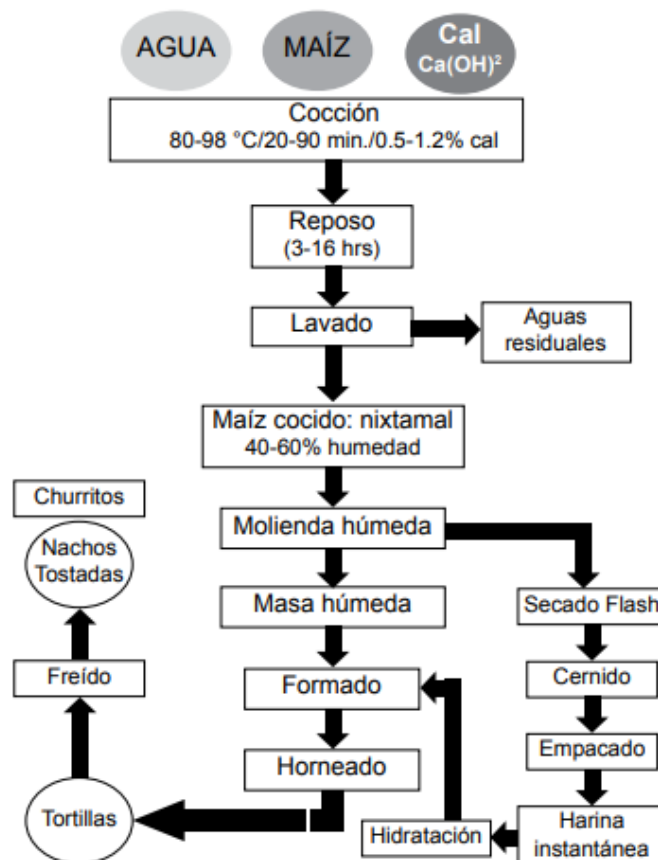 AGUA
MAÍZ
Cal
Ca(OH)²
Cocción
80-98 °C/20-90 min./0.5-1.2% cal
Reposo
(3-16 hrs)
Lavado
Aguas
residuales
Maíz cocido: nixtamal
40-60% humedad
Churritos
Nachos
Tostadas
Molienda húmeda
Masa húmeda
Secado Flash
Freído
Formado
Cernido
Horneado
Empacado
Tortillas
Hidratación
Harina
instantánea